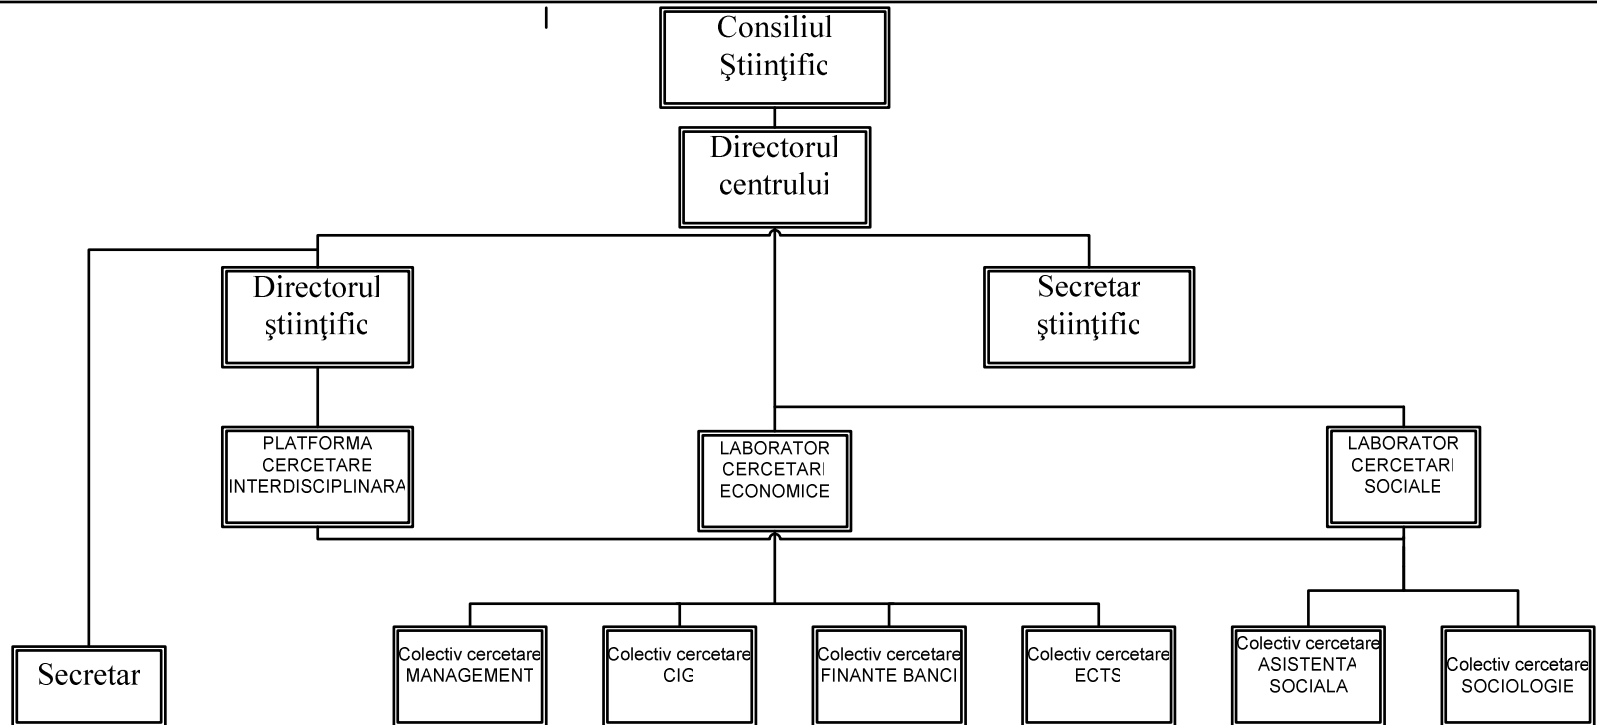 Consiliul
Ştiinţific
Directorul
centrului
Directorul
ştiinţific
Secretar
ştiinţific
PLATFORMA
CERCETARE
INTERDISCIPLINARA
LABORATOR
CERCETARI
ECONOMICE
LABORATOR
CERCETARI
SOCIALE
Secretar
Colectiv cercetare
MANAGEMENT
Colectiv cercetare
CIG
Colectiv cercetare
FINANTE BANCI
Colectiv cercetare
ECTS
Colectiv cercetare
ASISTENTA
SOCIALA
Colectiv cercetare
SOCIOLOGIE